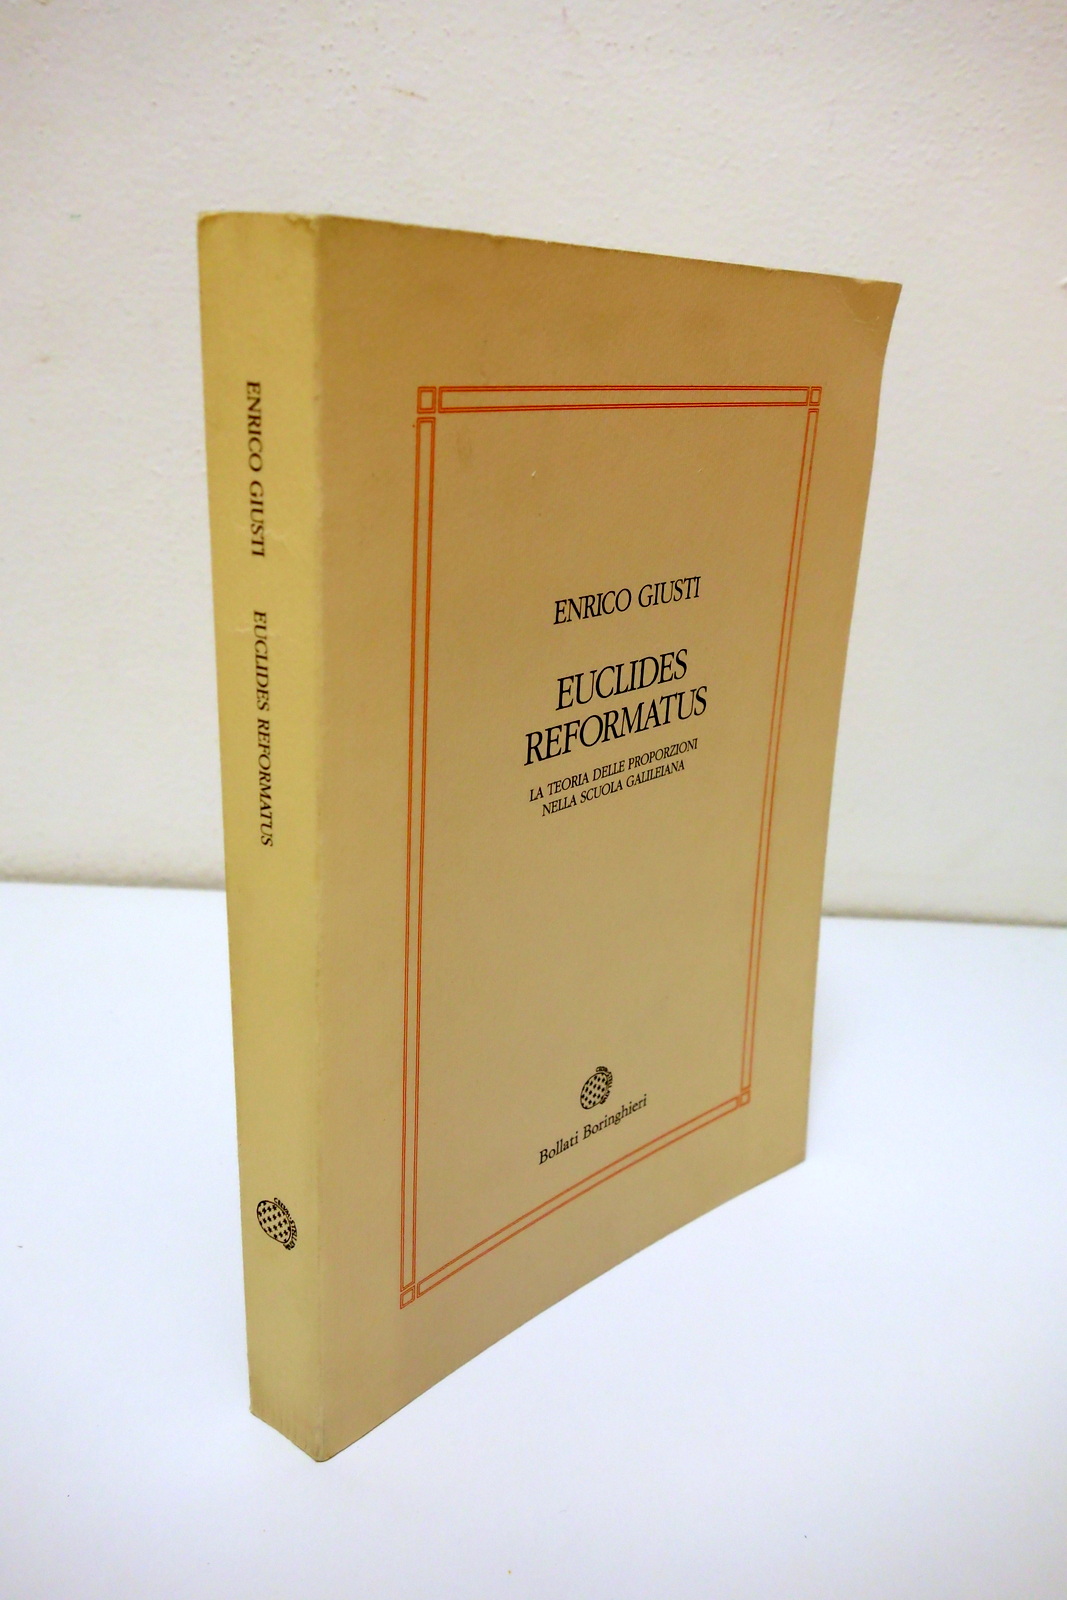 ENRICO GIUSTI EUCLIDES REFORMATUS
ENRICO GIUSTI
EUCLIDES
REFORMATUS
LA TEORIA DELLE PROPORZIONI
NELLA SCUOLA GALILEIANA
Bollati Boringhieri